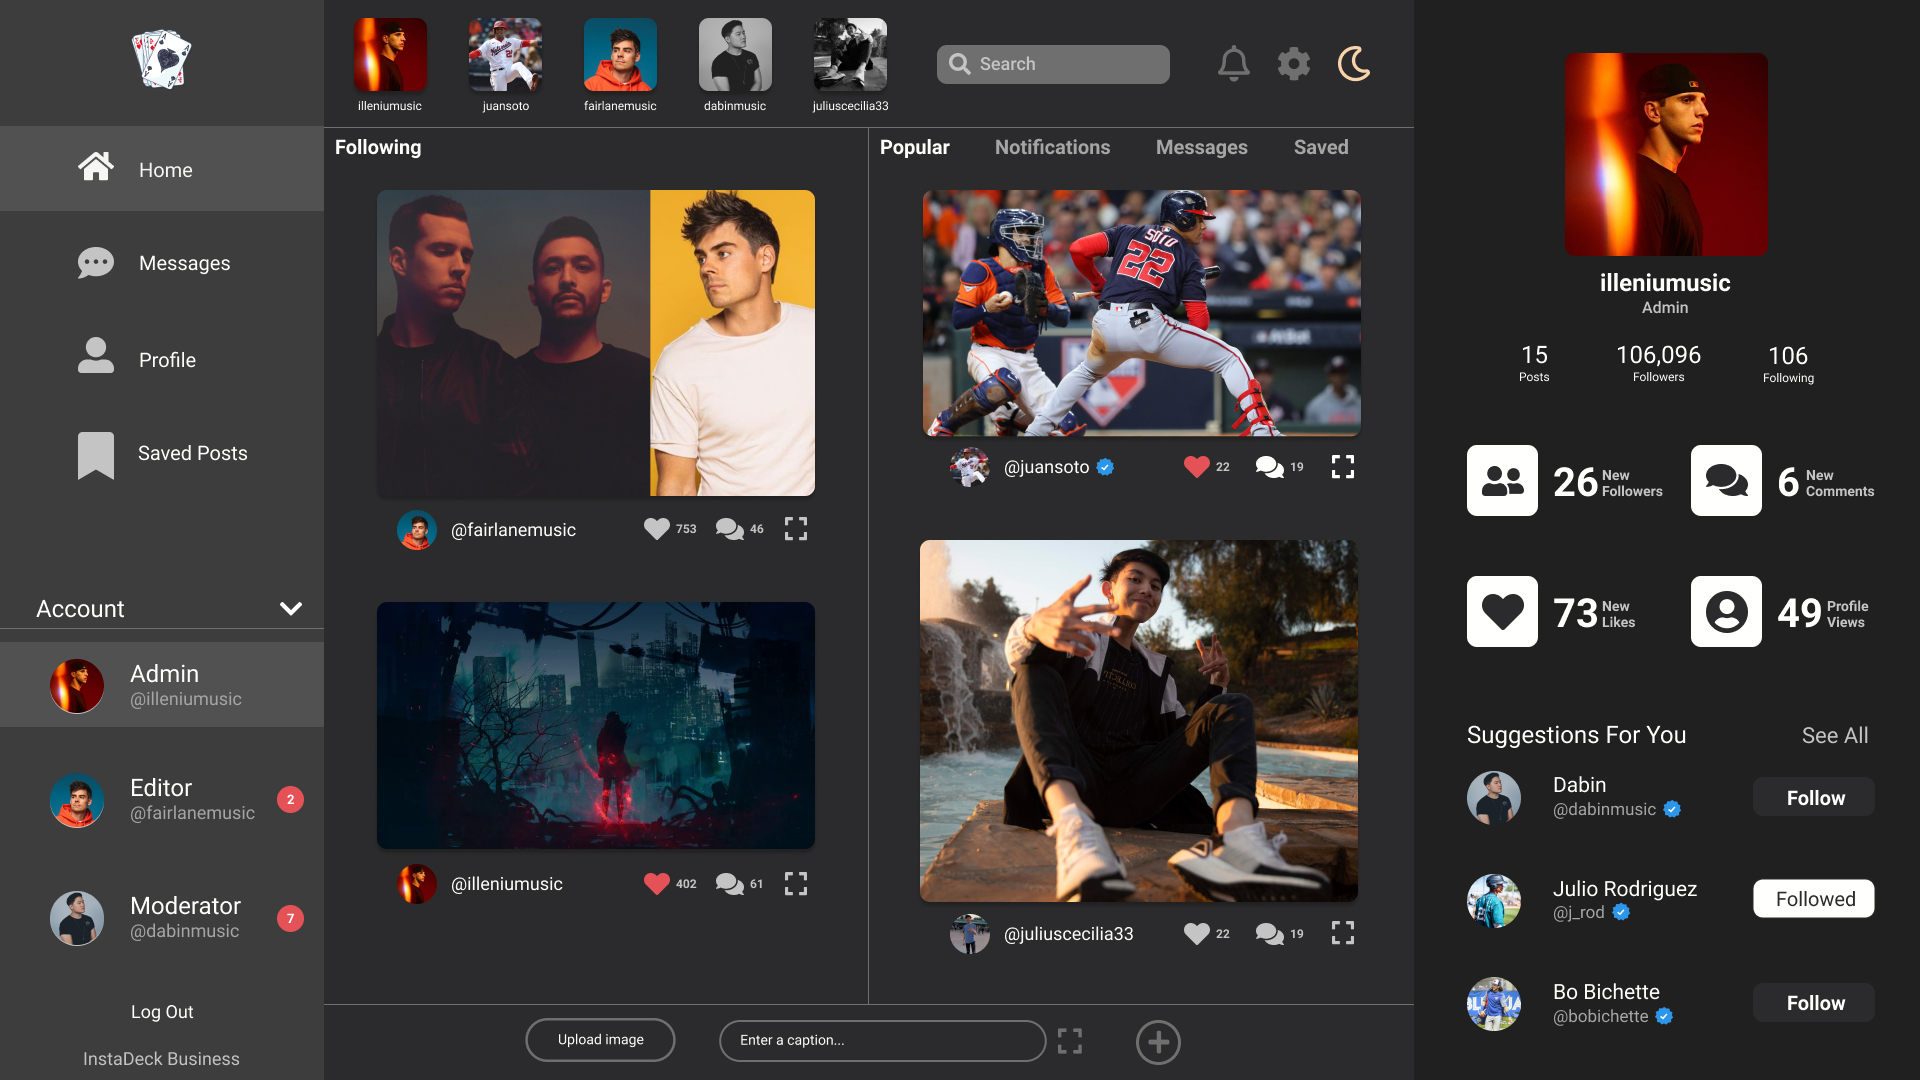 Home
Messages
Profile
Saved Posts
Account
Admin
@illeniumusic
Editor
@fairlanemusic
2
Moderator
@dabinmusic
7
Log Out
InstaDeck Business
illeniumusic
juansoto
fairlanemusic
dabinmusic
juliuscecilia33
Search
Following
@fairlanemusic
753
46
@illeniumusic
402
61
Popular
Notifications
Messages
Saved
SOTO
22
@juansoto
22
19
@juliuscecilia33
22
19
Upload image
Enter a caption...
illeniumusic
Admin
15
Posts
106,096
Followers
106
Following
26 New Followers
6 New Comments
73 New Likes
49 Profile Views
Suggestions For You
See All
Dabin
@dabinmusic
Follow
Julio Rodriguez
@j_rod
Followed
Bo Bichette
@bobichette
Follow